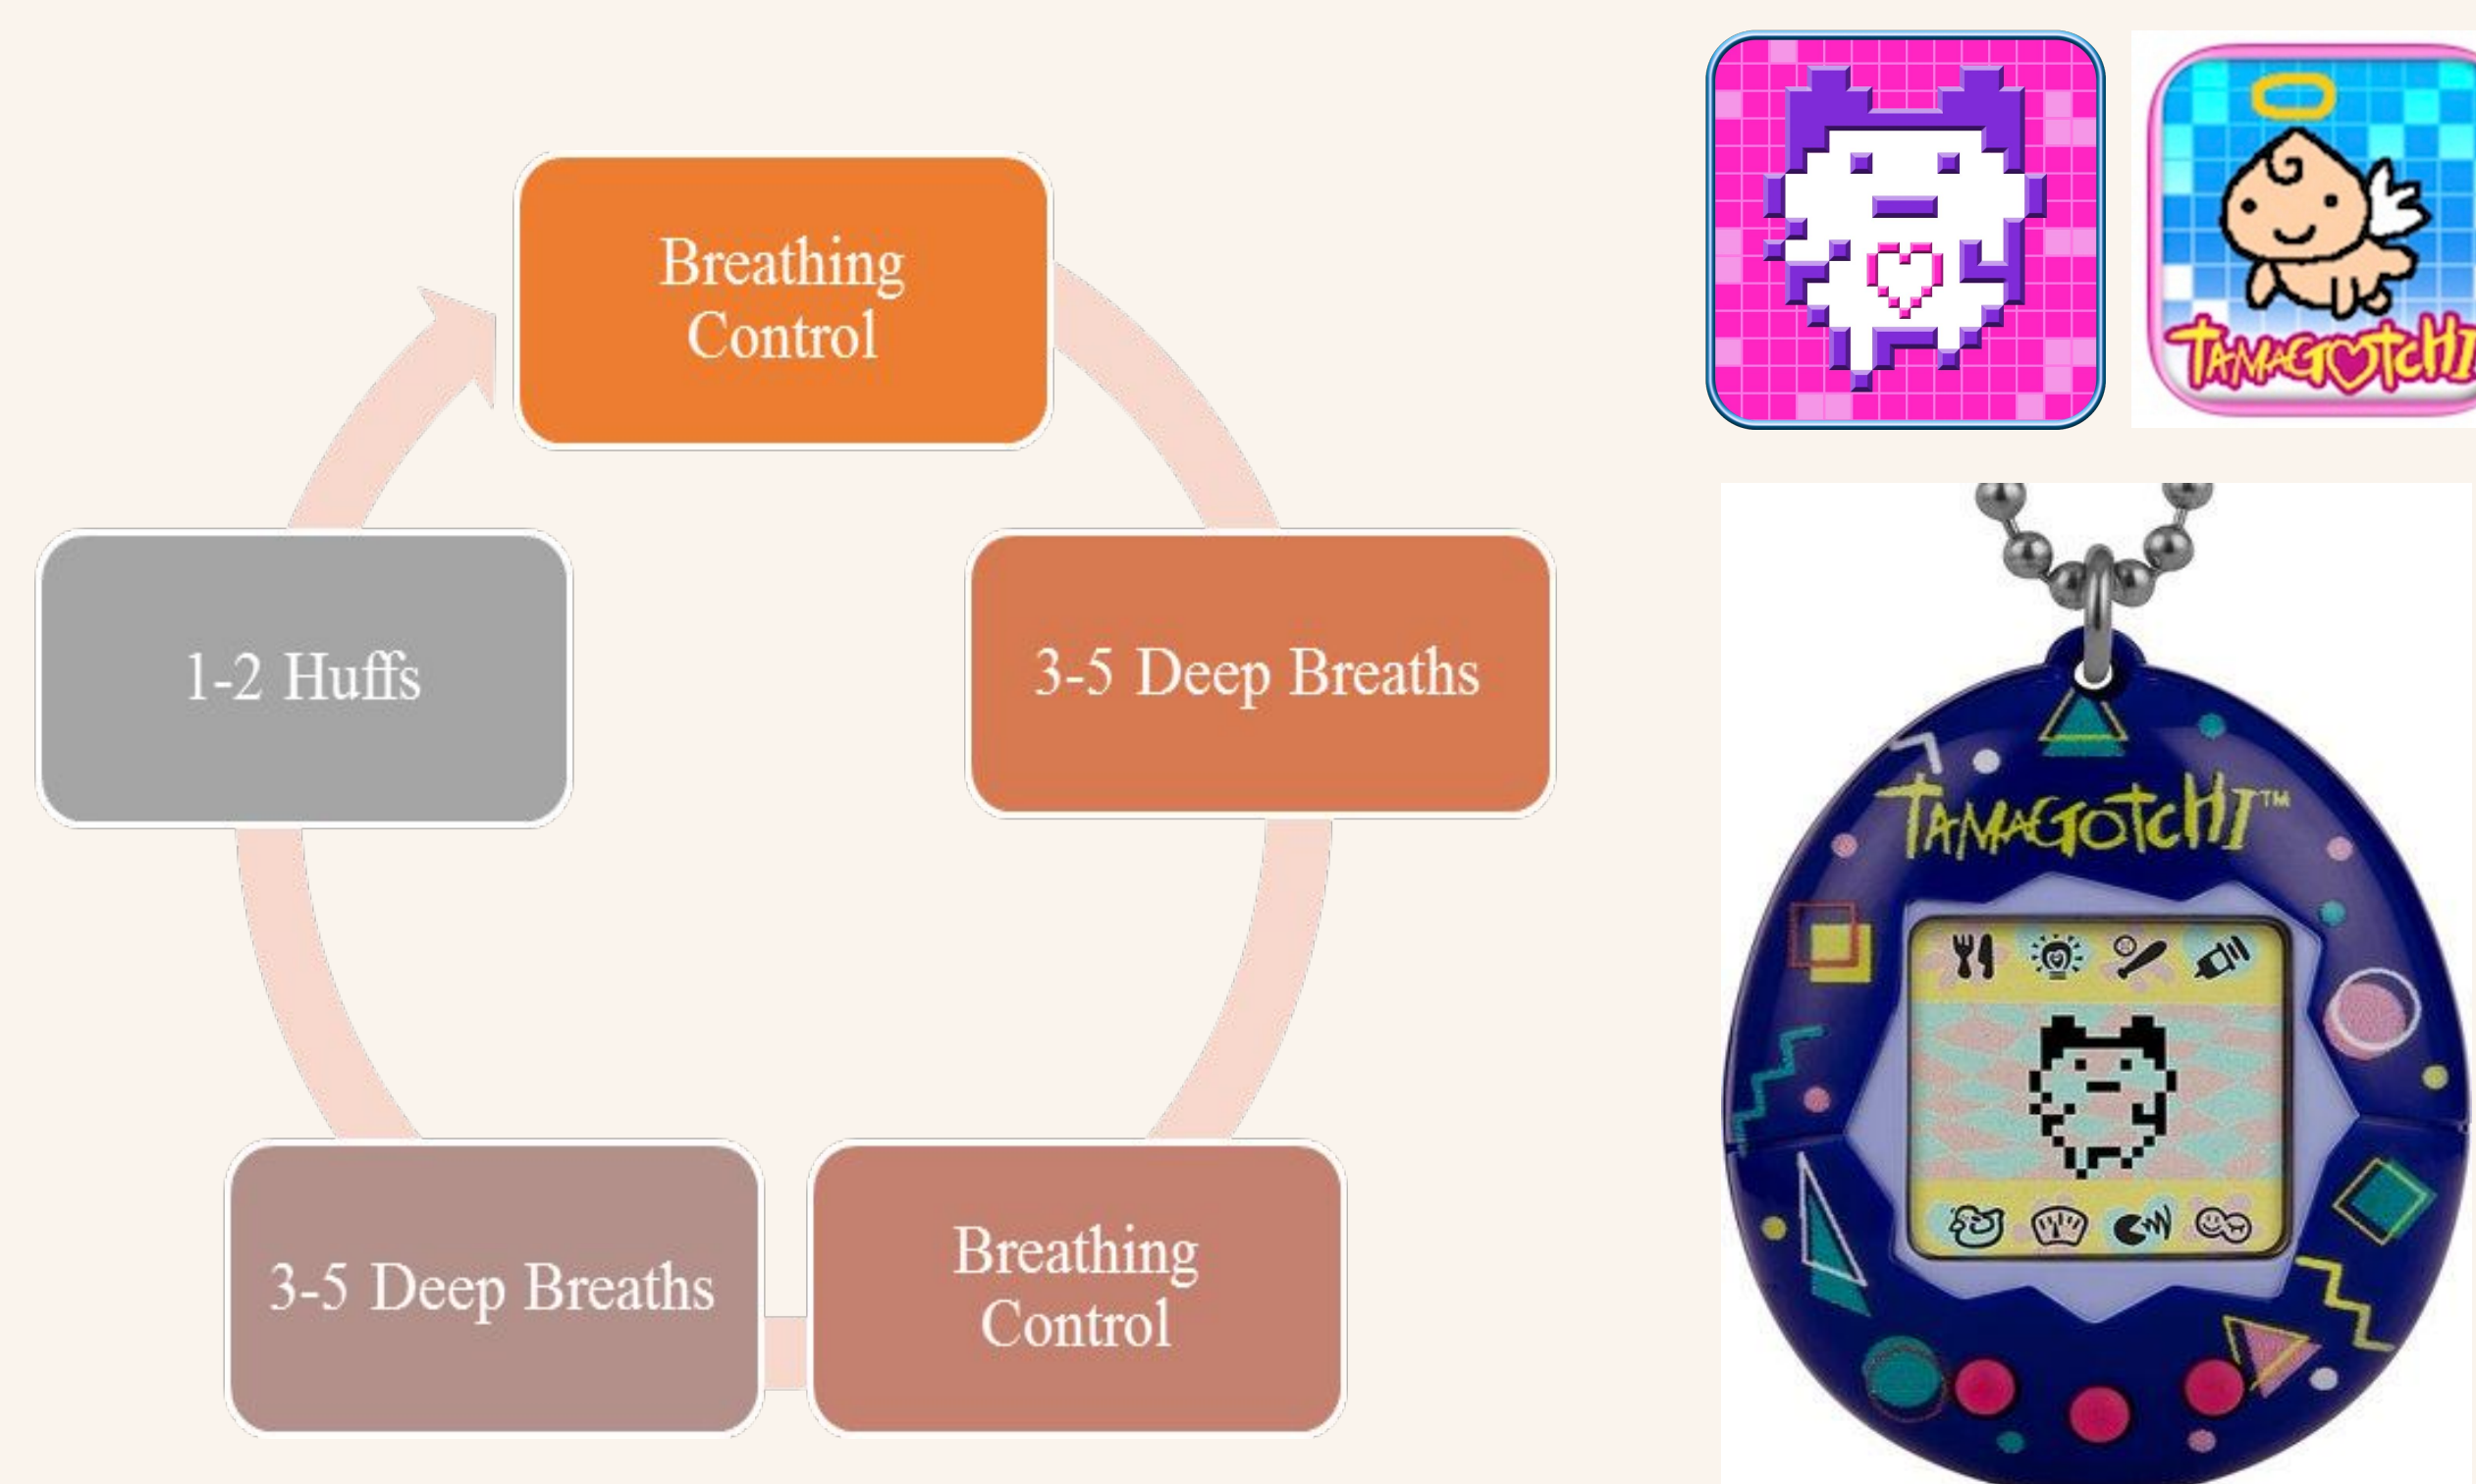 Breathing
Control
3-5 Deep Breaths
Breathing
Control
3-5 Deep Breaths
1-2 Huffs
TAMAGOTCHI
TAMAGOTCHI™